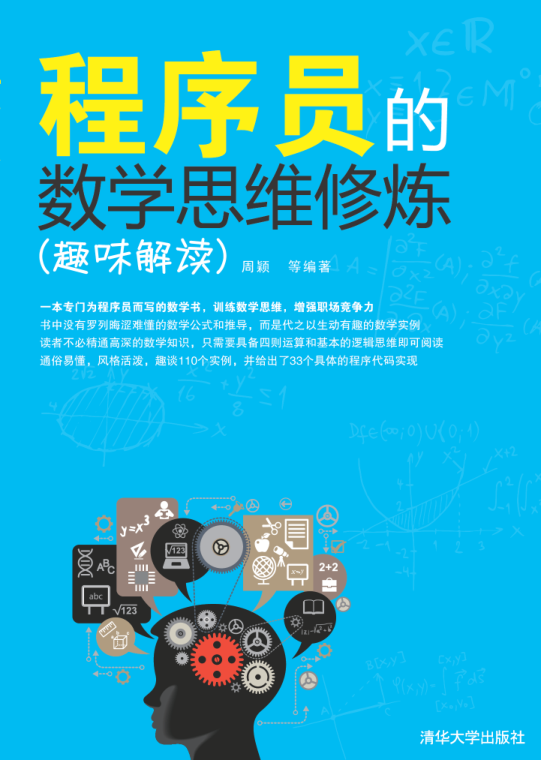 程序员的
数学思维修炼
(趣味解读) 周颖 等编著
一本专门为程序员而写的数学书，训练数学思维，增强职场竞争力
书中没有罗列晦涩难懂的数学公式和推导，而是代之以生动有趣的数学实例
读者不必精通高深的数学知识，只需要具备四则运算和基本的逻辑思维即可阅读
通俗易懂，风格活泼，趣谈110个实例，并给出了33个具体的程序代码实现
x∈ℝ
y=x³
√123
ABC
abc
√123
2+2
清华大学出版社